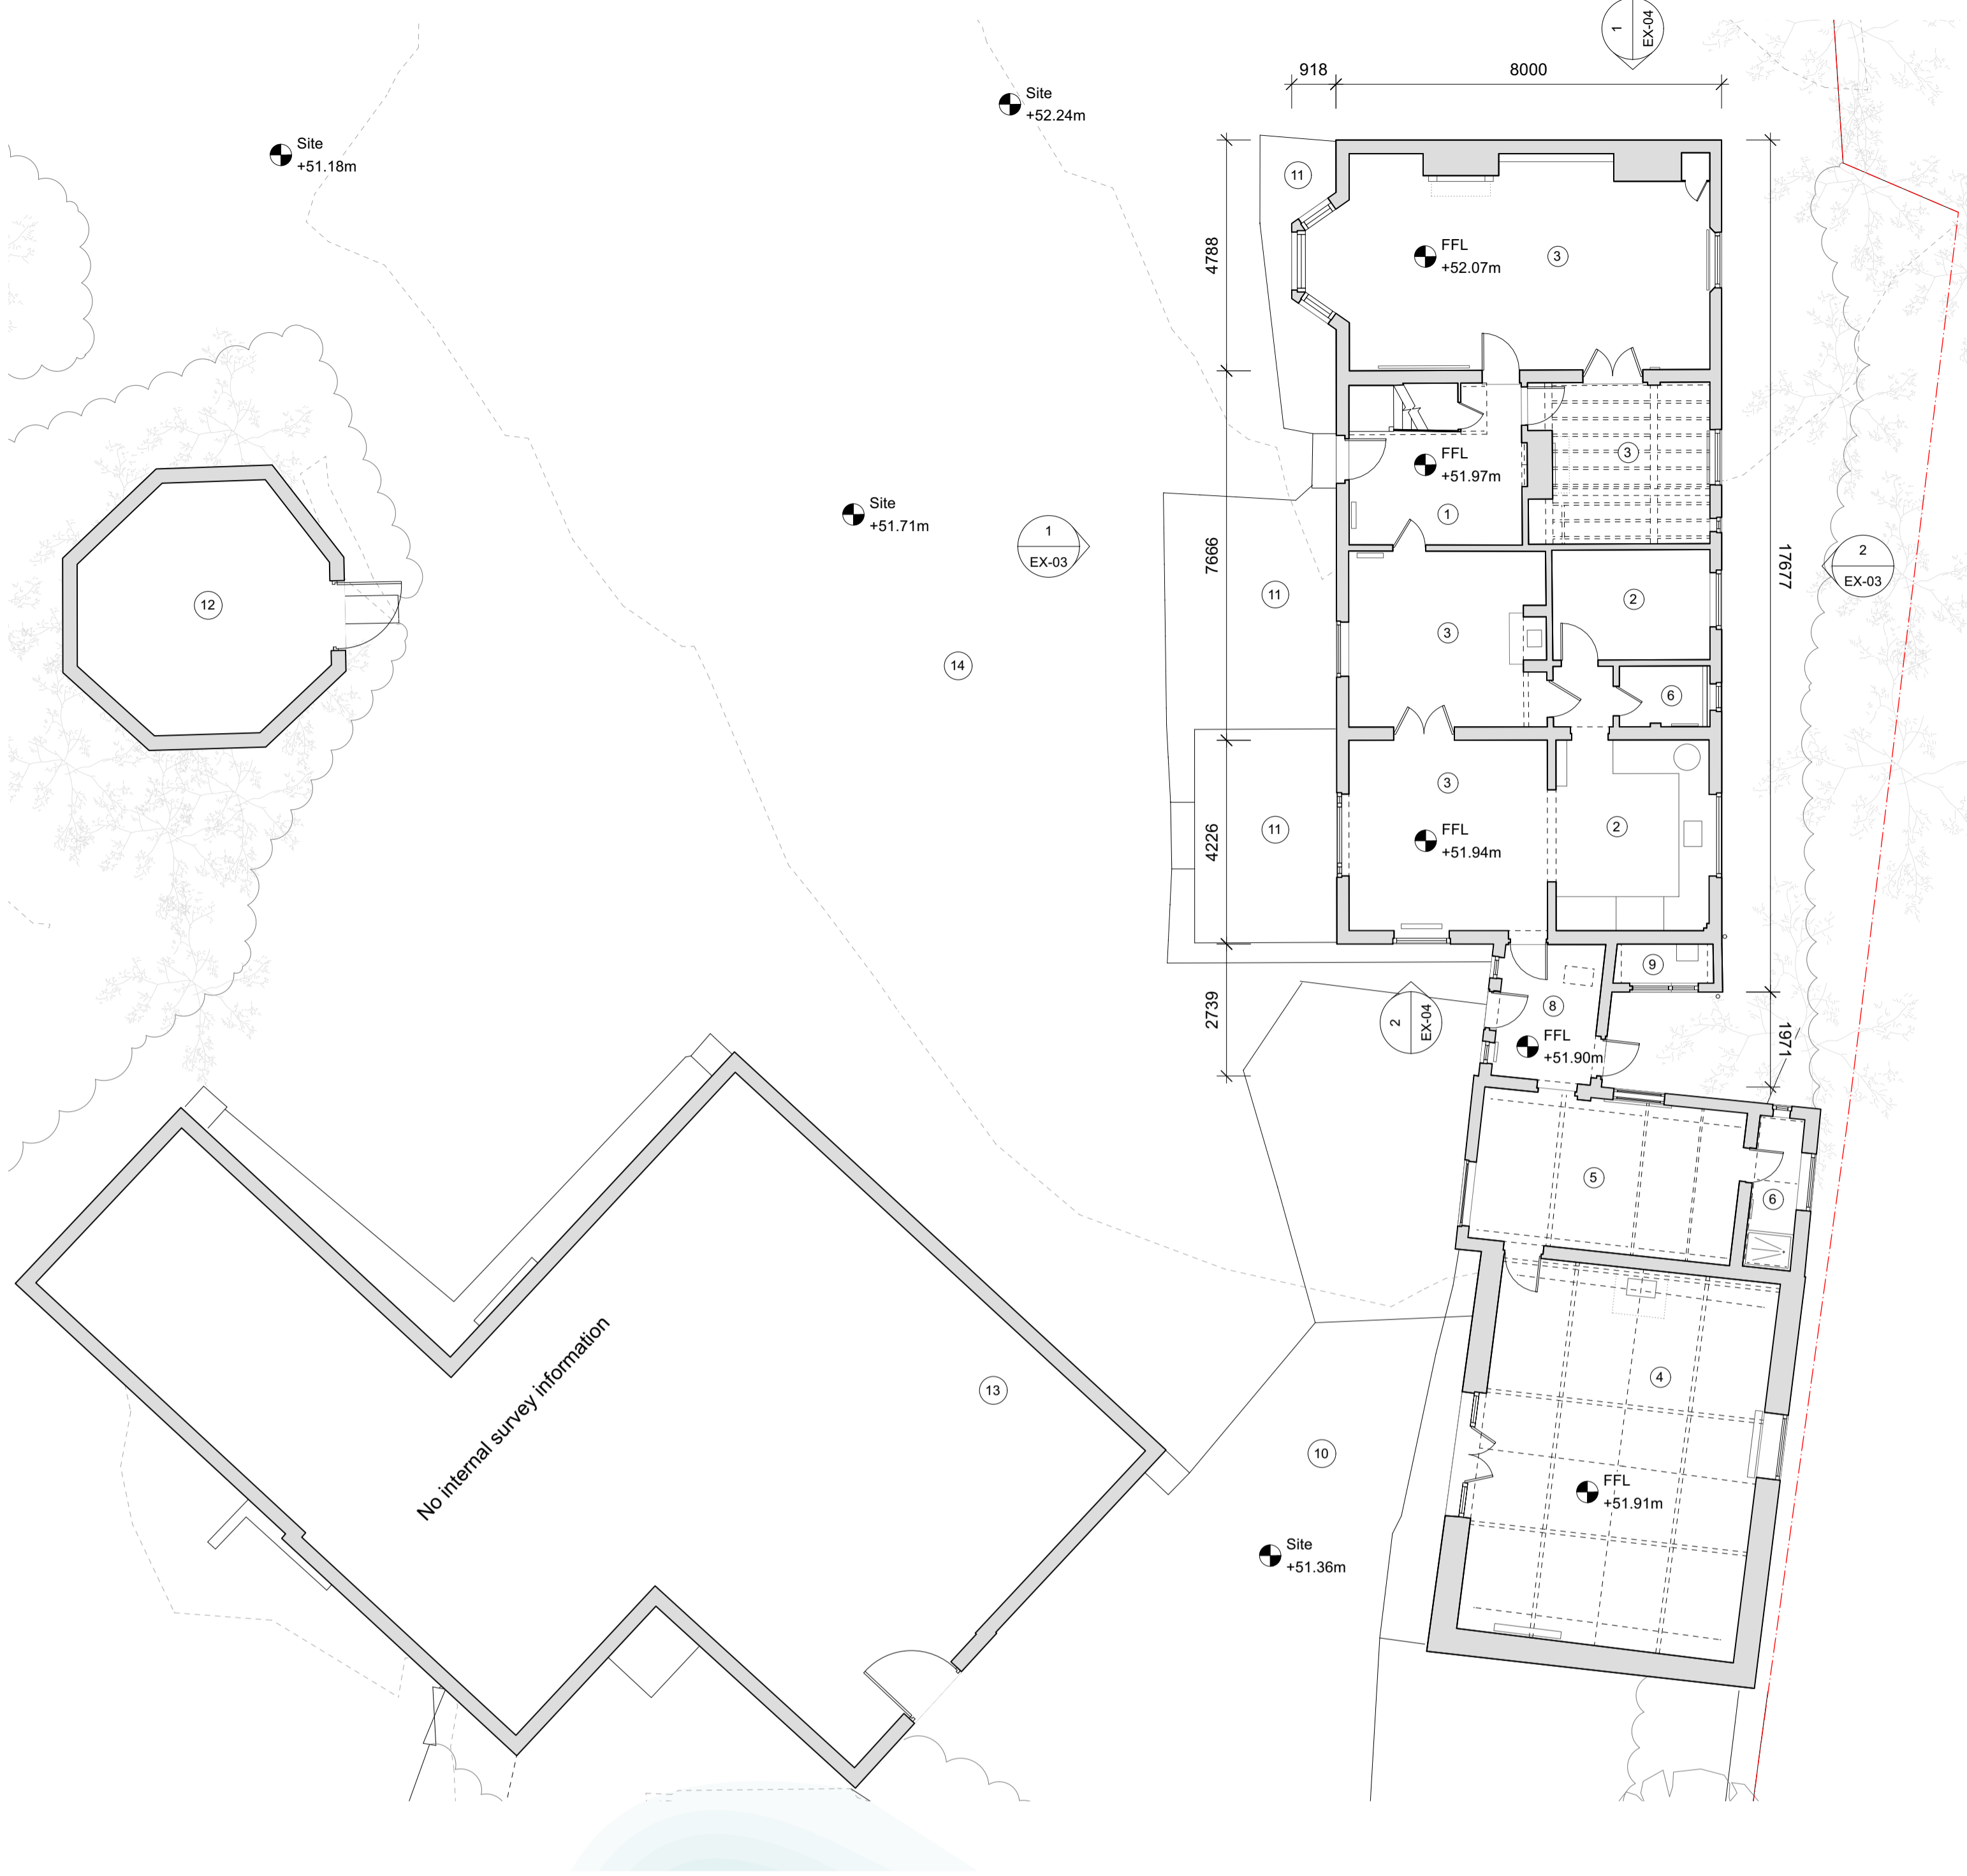 1
EX-04
918
8000
Site
+52.24m
Site
+51.18m
11
4788
FFL
+52.07m
3
3
FFL
+51.97m
Site
+51.71m
1
1
EX-03
7666
17677
2
EX-03
11
12
2
3
14
6
3
11
4226
FFL
+51.94m
2
9
2739
2
EX-04
8
FFL
+51.90m
1971
5
6
4
No internal survey information
13
10
FFL
+51.91m
Site
+51.36m